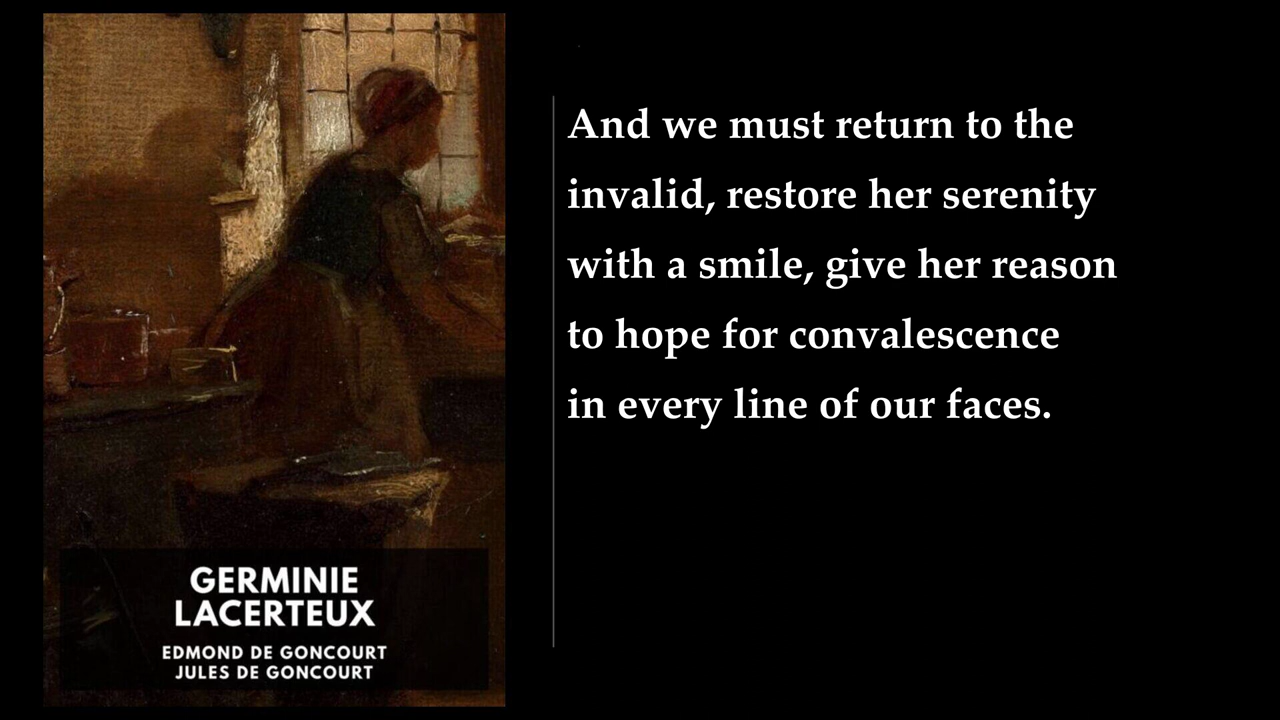 And we must return to the
invalid, restore her serenity
with a smile, give her reason
to hope for convalescence
in every line of our faces.
GERMINIE
LACERTEUX
EDMOND DE GONCOURT
JULES DE GONCOURT